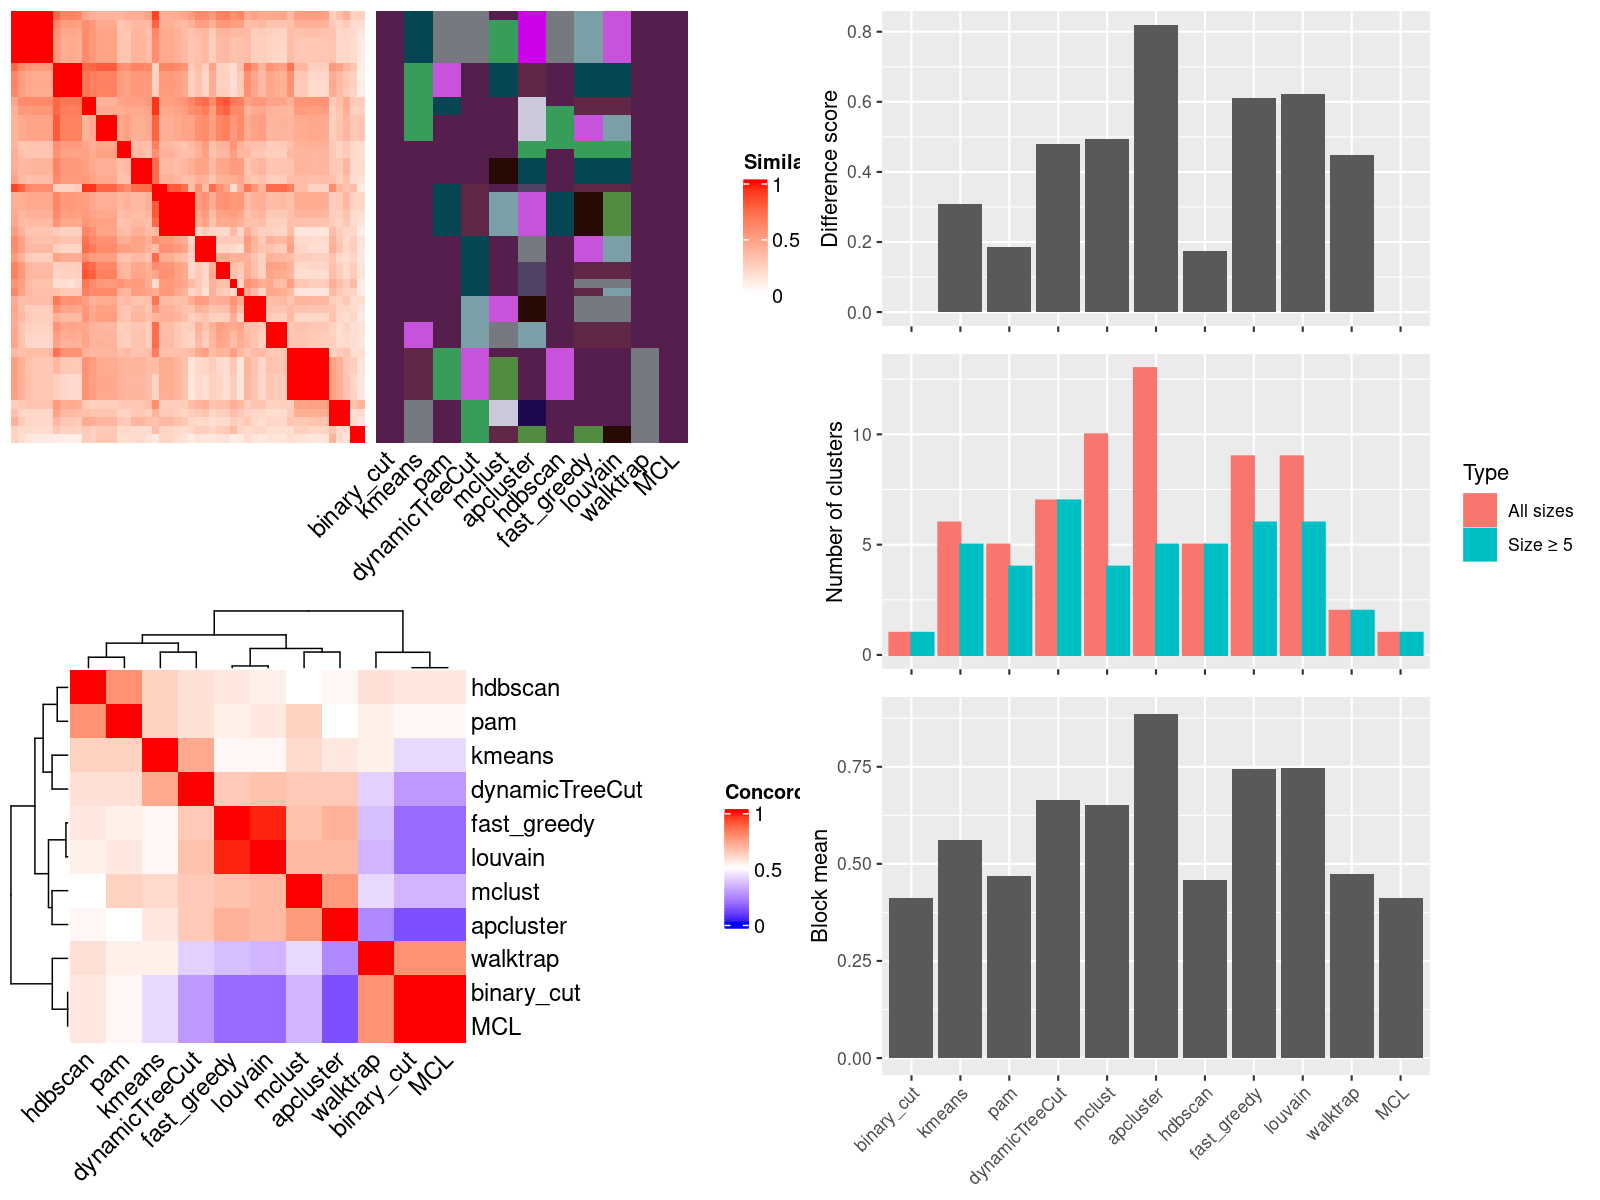 Simila
1
0.5
0
binary_cut
kmeans
pam
dynamicTreeCut
mclust
apcluster
hdbscan
fast_greedy
louvain
walktrap
MCL
hdbscan
pam
kmeans
dynamicTreeCut
fast_greedy
louvain
mclust
apcluster
walktrap
binary_cut
MCL
hdbscan
pam
kmeans
dynamicTreeCut
fast_greedy
louvain
mclust
apcluster
walktrap
binary_cut
MCL
Concord
1
0.5
0
Difference score
0.8
0.6
0.4
0.2
0.0
Number of clusters
10
5
0
Type
All sizes
Size ≥ 5
Block mean
0.75
0.50
0.25
0.00
binary_cut
kmeans
pam
dynamicTreeCut
mclust
apcluster
hdbscan
fast_greedy
louvain
walktrap
MCL